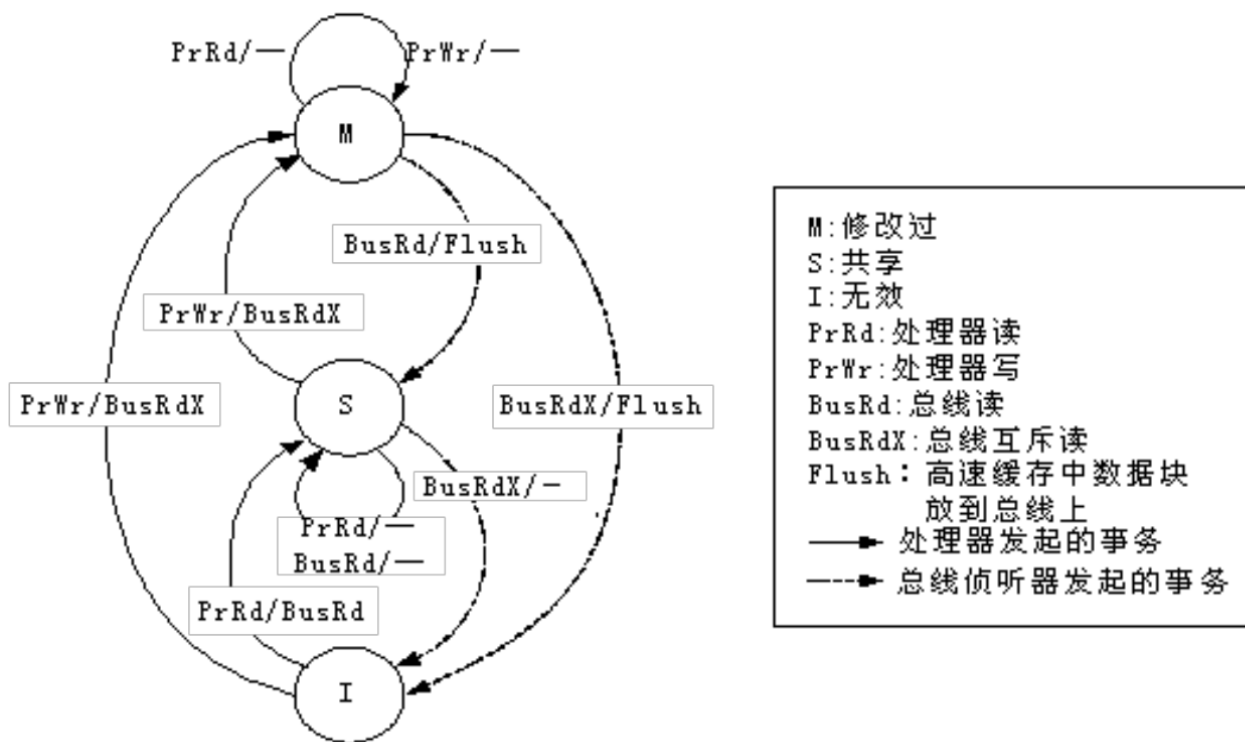 PrRd/—
PrWr/—
M
BusRd/Flush
PrWr/BusRdX
PrWr/BusRdX
S
BusRdX/Flush
BusRdX/—
PrRd/—
BusRd/—
PrRd/BusRd
I
M:修改过
S:共享
I:无效
PrRd:处理器读
PrWr:处理器写
BusRd:总线读
BusRdX:总线互斥读
Flush：高速缓存中数据块
放到总线上
处理器发起的事务
总线侦听器发起的事务